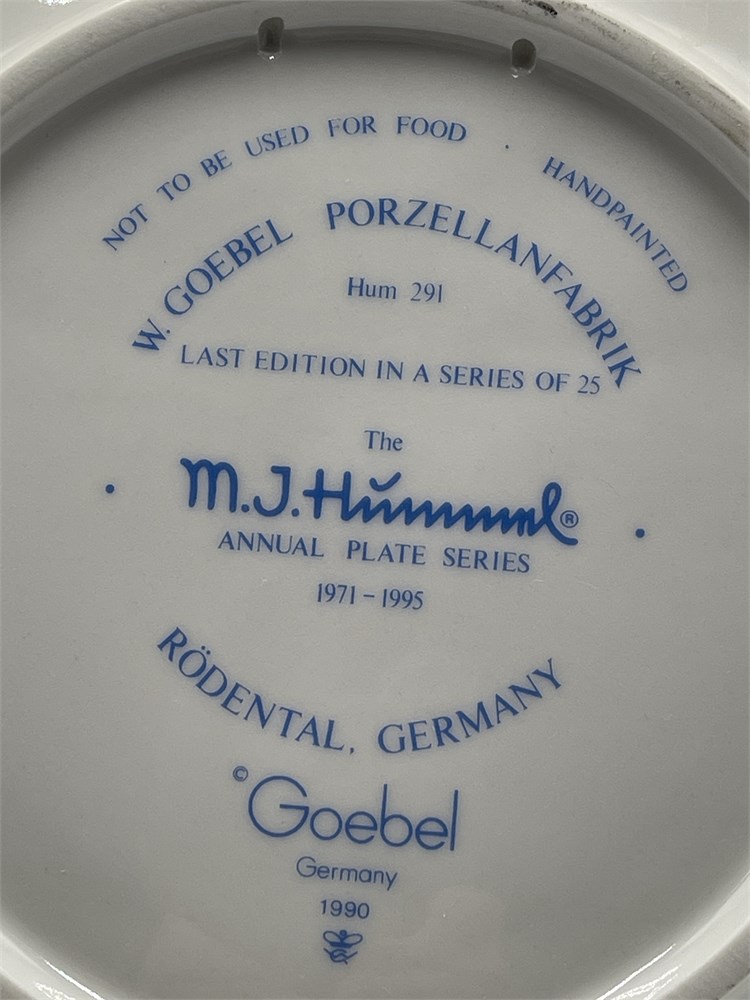 NOT TO BE USED FOR FOOD · HANDPAINTED
W. GOEBEL PORZELLANFABRIK
Hum 291
LAST EDITION IN A SERIES OF 25
The
M.J.Hummel®
ANNUAL PLATE SERIES
1971 – 1995
RÖDENTAL, GERMANY
© Goebel
Germany
1990